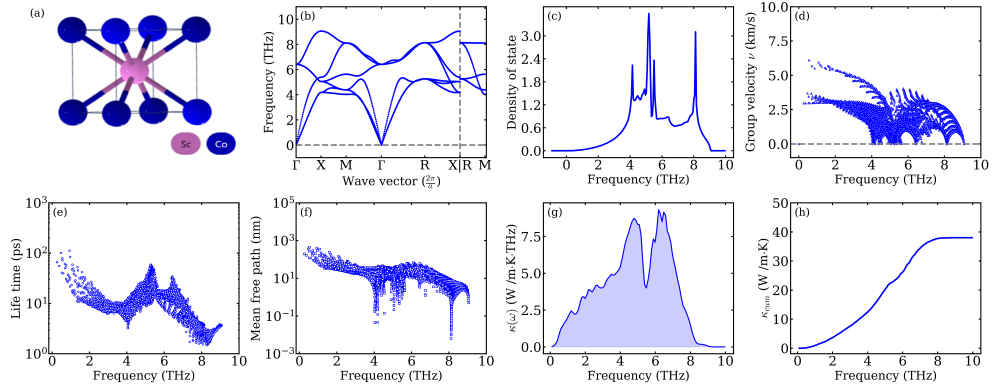 (a)
Sc
Co
(b)
Frequency (THz)
10
8
6
4
2
0
Γ X M Γ R X|R M
Wave vector (2π/a)
(c)
Density of state
3.6
3.0
2.4
1.8
1.2
0.6
0 2 4 6 8 10
Frequency (THz)
(d)
Group velocity ν (km/s)
10.0
7.5
5.0
2.5
0.0
0 2 4 6 8 10
Frequency (THz)
(e)
Life time (ps)
10³
10²
10¹
10⁰
0 2 4 6 8 10
Frequency (THz)
(f)
Mean free path (nm)
10⁵
10³
10¹
10⁻¹
10⁻³
0 2 4 6 8 10
Frequency (THz)
(g)
κ(ω) (W /m·K·THz)
7.5
5.0
2.5
0.0
0 2 4 6 8 10
Frequency (THz)
(h)
κcum (W /m·K)
50
40
30
20
10
0
0 2 4 6 8 10
Frequency (THz)